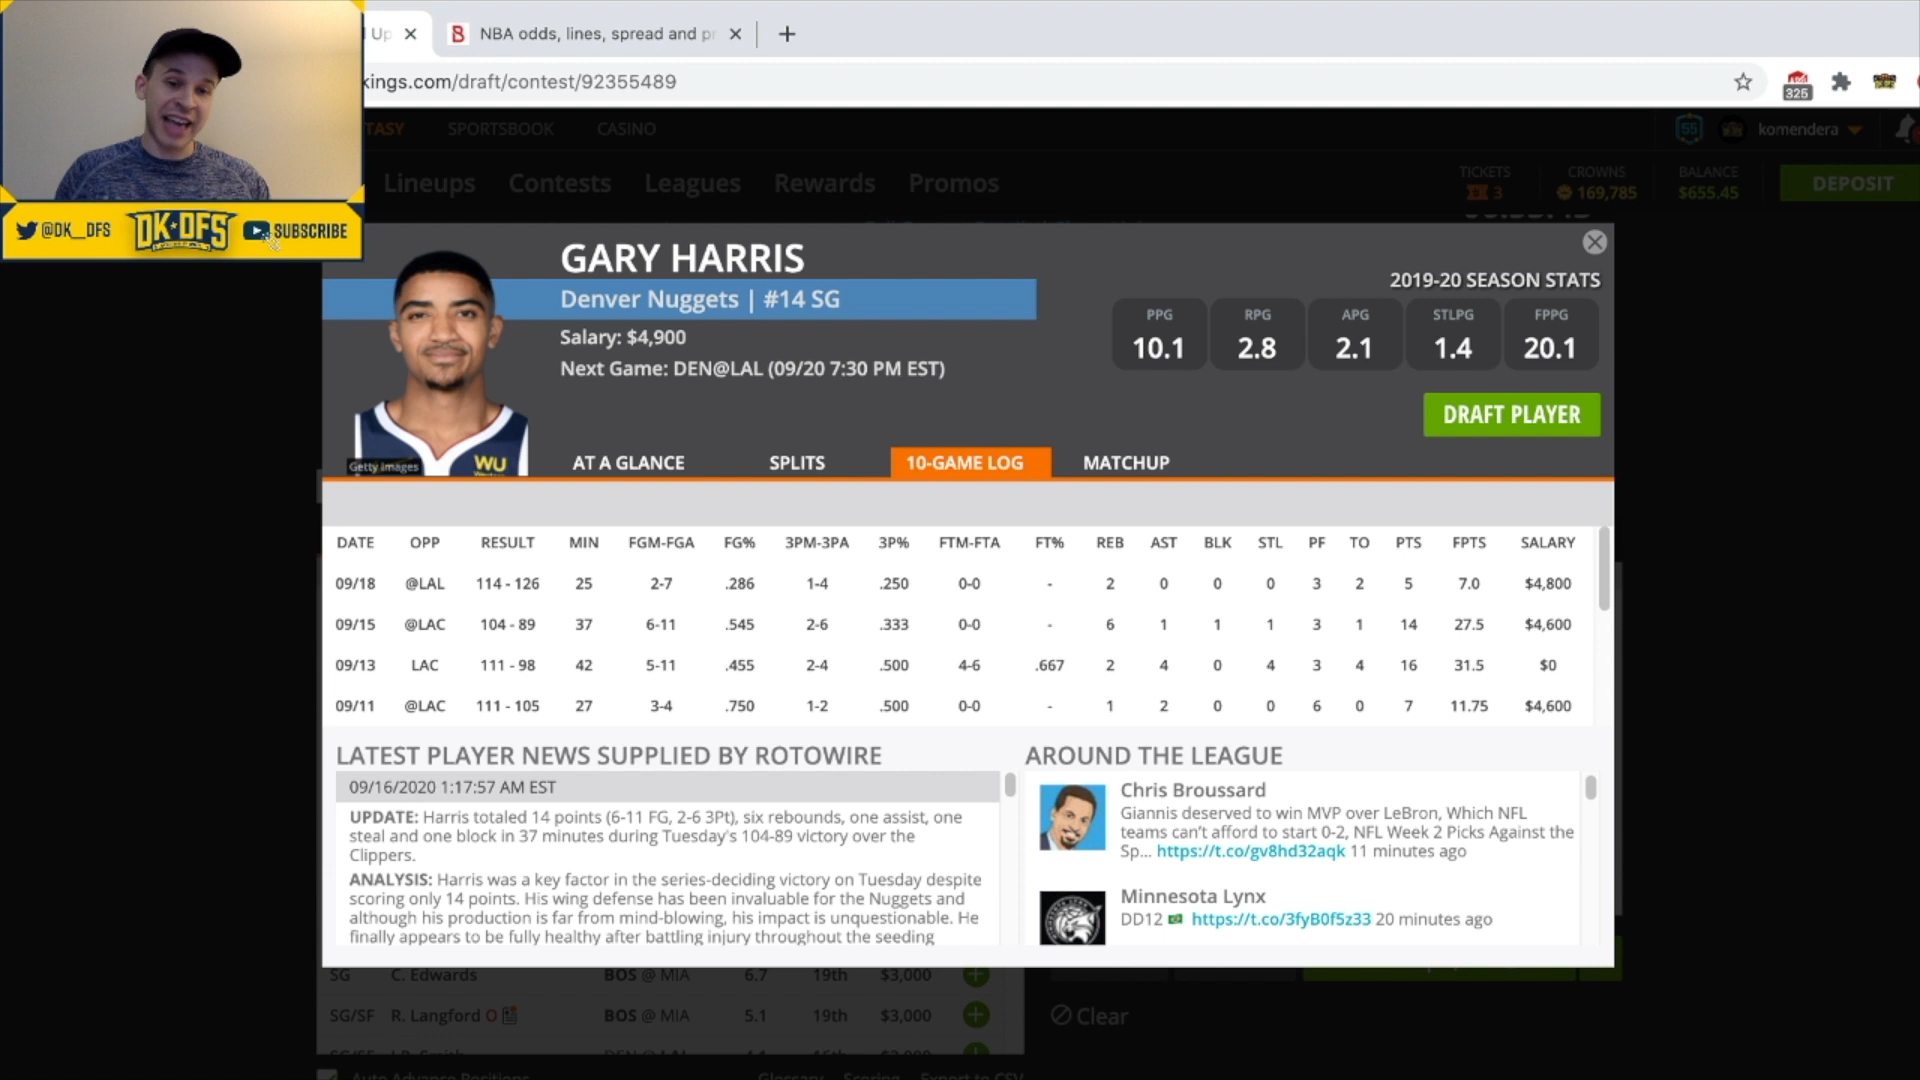 Up
NBA odds, lines, spread and pr
kings.com/draft/contest/92355489
325
TASY SPORTSBOOK CASINO
55 komendera
Lineups Contests Leagues Rewards Promos
TICKETS CROWNS BALANCE
3 169,785 $655.45 DEPOSIT
@DK__DFS DK★DFS SUBSCRIBE
GARY HARRIS
Denver Nuggets | #14 SG
Salary: $4,900
Next Game: DEN@LAL (09/20 7:30 PM EST)
2019-20 SEASON STATS
PPG RPG APG STLPG FPPG
10.1 2.8 2.1 1.4 20.1
DRAFT PLAYER
Getty Images
WU
AT A GLANCE SPLITS 10-GAME LOG MATCHUP
DATE OPP RESULT MIN FGM-FGA FG% 3PM-3PA 3P% FTM-FTA FT% REB AST BLK STL PF TO PTS FPTS SALARY
09/18 @LAL 114 - 126 25 2-7 .286 1-4 .250 0-0 - 2 0 0 0 3 2 5 7.0 $4,800
09/15 @LAC 104 - 89 37 6-11 .545 2-6 .333 0-0 - 6 1 1 1 3 1 14 27.5 $4,600
09/13 LAC 111 - 98 42 5-11 .455 2-4 .500 4-6 .667 2 4 0 4 3 4 16 31.5 $0
09/11 @LAC 111 - 105 27 3-4 .750 1-2 .500 0-0 - 1 2 0 0 6 0 7 11.75 $4,600
LATEST PLAYER NEWS SUPPLIED BY ROTOWIRE
09/16/2020 1:17:57 AM EST
UPDATE: Harris totaled 14 points (6-11 FG, 2-6 3Pt), six rebounds, one assist, one
steal and one block in 37 minutes during Tuesday's 104-89 victory over the
Clippers.
ANALYSIS: Harris was a key factor in the series-deciding victory on Tuesday despite
scoring only 14 points. His wing defense has been invaluable for the Nuggets and
although his production is far from mind-blowing, his impact is unquestionable. He
finally appears to be fully healthy after battling injury throughout the seeding
AROUND THE LEAGUE
Chris Broussard
Giannis deserved to win MVP over LeBron, Which NFL
teams can't afford to start 0-2, NFL Week 2 Picks Against the
Sp... https://t.co/gv8hd32aqk 11 minutes ago
Minnesota Lynx
DD12 https://t.co/3fyB0f5z33 20 minutes ago
SG C. Edwards BOS @ MIA 6.7 19th $3,000
SG/SF R. Langford O BOS @ MIA 5.1 19th $3,000
Clear
Auto Advance Positions Glossary Scoring Export to CSV